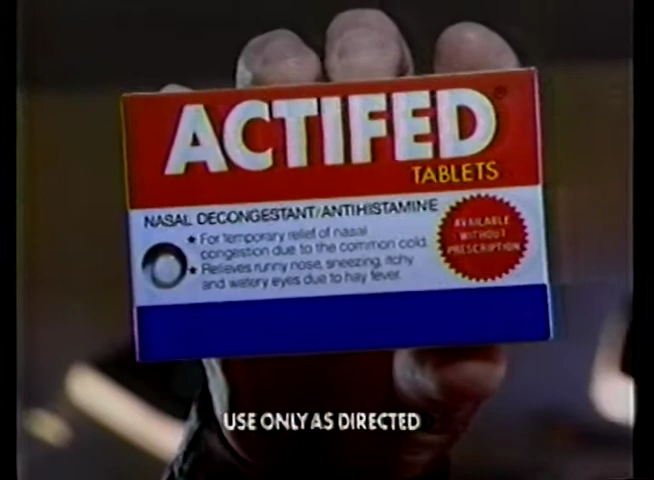 ACTIFED®
TABLETS
NASAL DECONGESTANT/ANTIHISTAMINE
★ For temporary relief of nasal
congestion due to the common cold.
★ Relieves runny nose, sneezing, itchy
and watery eyes due to hay fever.
AVAILABLE
WITHOUT
PRESCRIPTION
USE ONLY AS DIRECTED